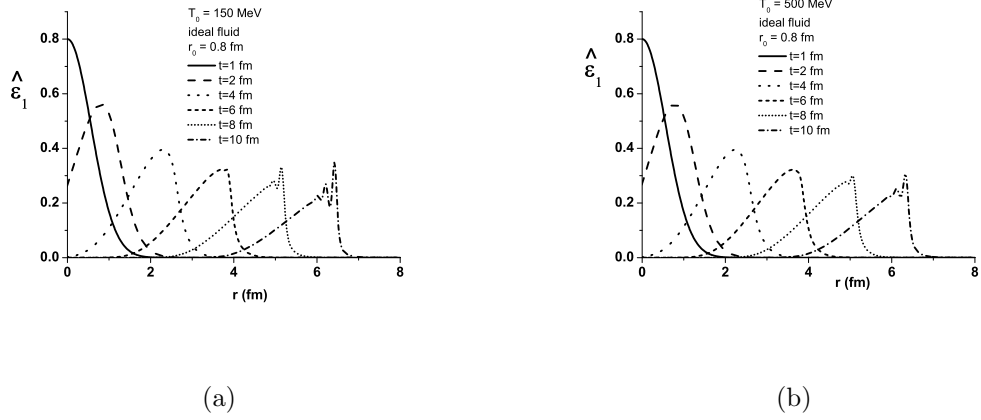 T0 = 150 MeV
ideal fluid
r0 = 0.8 fm
t=1 fm
t=2 fm
t=4 fm
t=6 fm
t=8 fm
t=10 fm
ε̂1
0.8
0.6
0.4
0.2
0.0
0 2 4 6 8
r (fm)
(a)
T0 = 500 MeV
ideal fluid
r0 = 0.8 fm
t=1 fm
t=2 fm
t=4 fm
t=6 fm
t=8 fm
t=10 fm
ε̂1
0.8
0.6
0.4
0.2
0.0
0 2 4 6 8
r (fm)
(b)